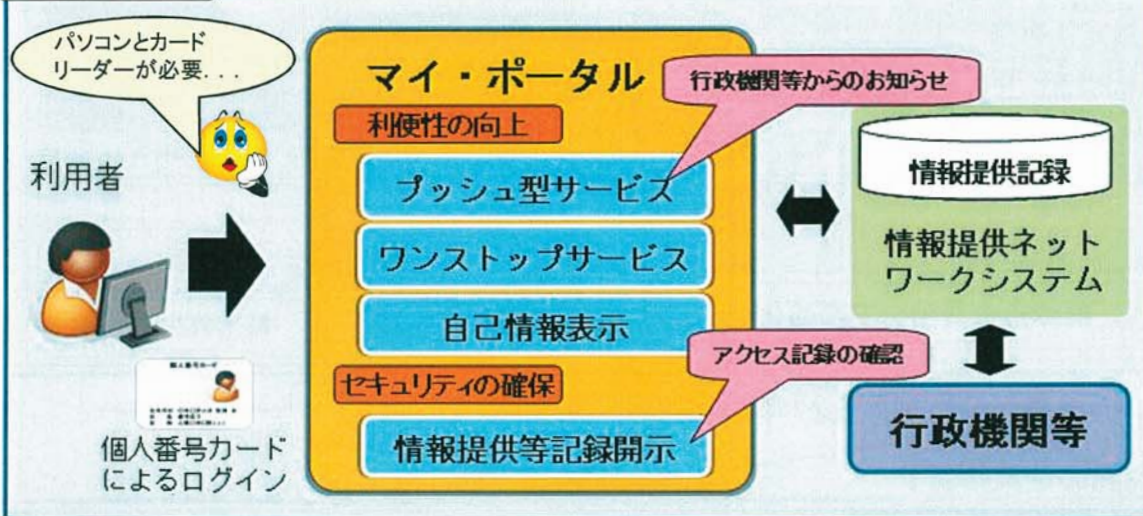 パソコンとカード
リーダーが必要...
利用者
個人番号カード
個人番号カード
によるログイン
マイ・ポータル
行政機関等からのお知らせ
利便性の向上
プッシュ型サービス
ワンストップサービス
自己情報表示
アクセス記録の確認
セキュリティの確保
情報提供等記録開示
情報提供記録
情報提供ネット
ワークシステム
行政機関等